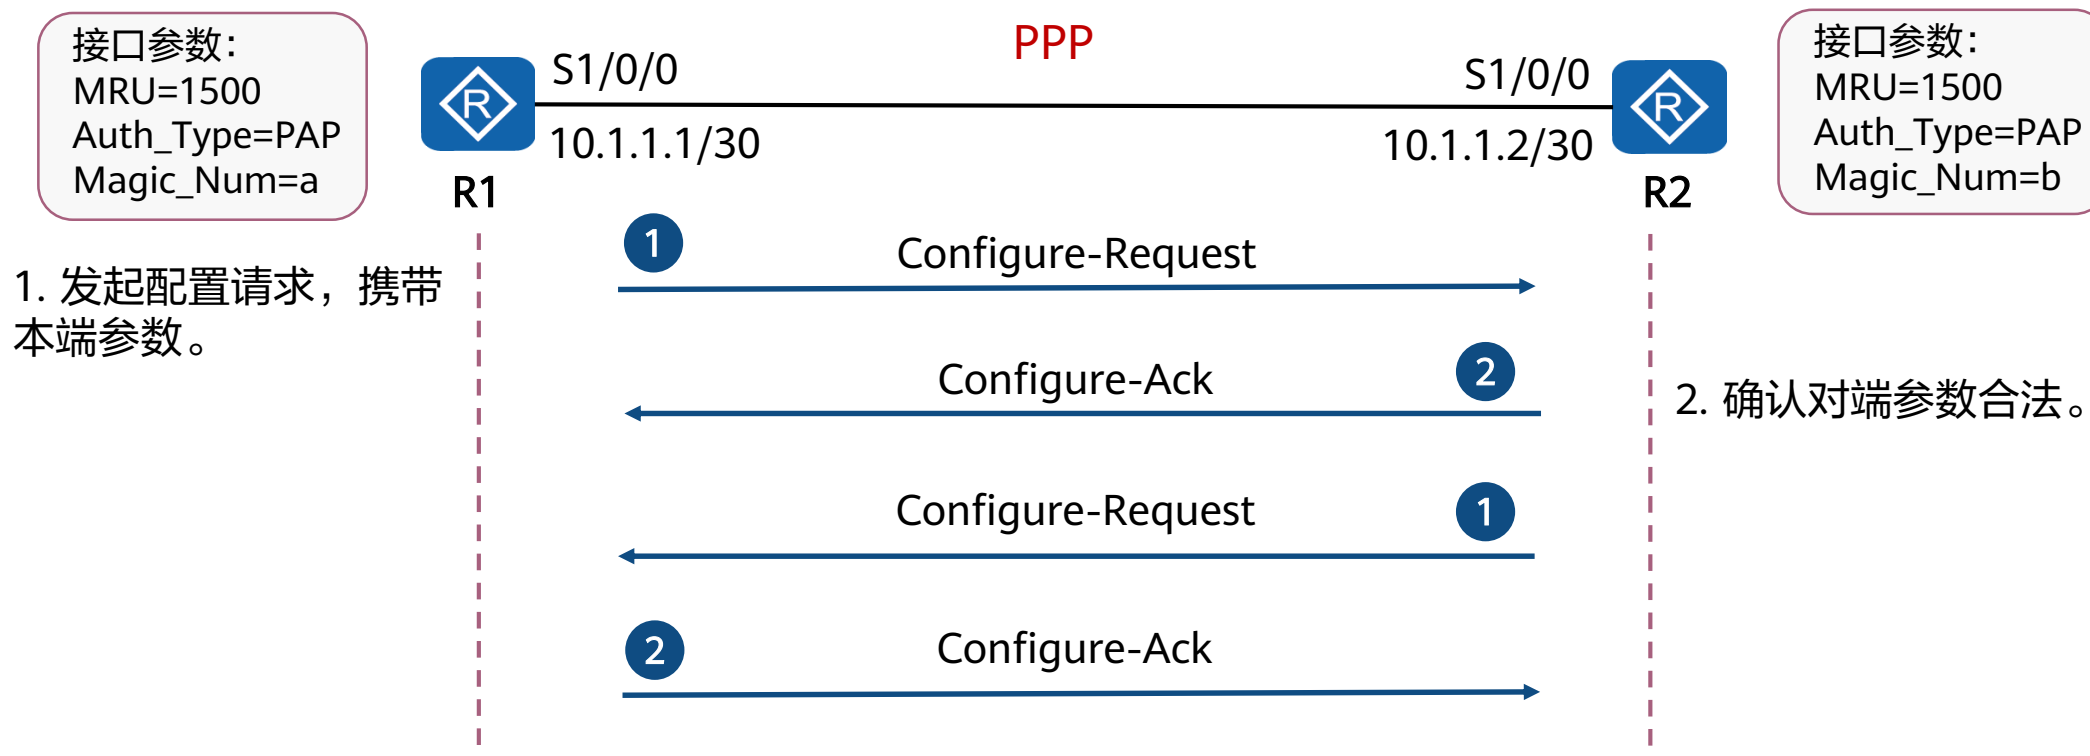 接口参数：
MRU=1500
Auth_Type=PAP
Magic_Num=a
R
S1/0/0
10.1.1.1/30
R1
PPP
S1/0/0
10.1.1.2/30
R
R2
接口参数：
MRU=1500
Auth_Type=PAP
Magic_Num=b
1. 发起配置请求，携带
本端参数。
1
Configure-Request
Configure-Ack
2
2. 确认对端参数合法。
Configure-Request
1
2
Configure-Ack